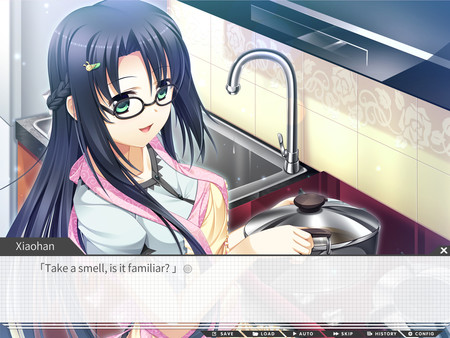 Xiaohan
「Take a smell, is it familiar? 」
SAVE LOAD AUTO SKIP HISTORY CONFIG